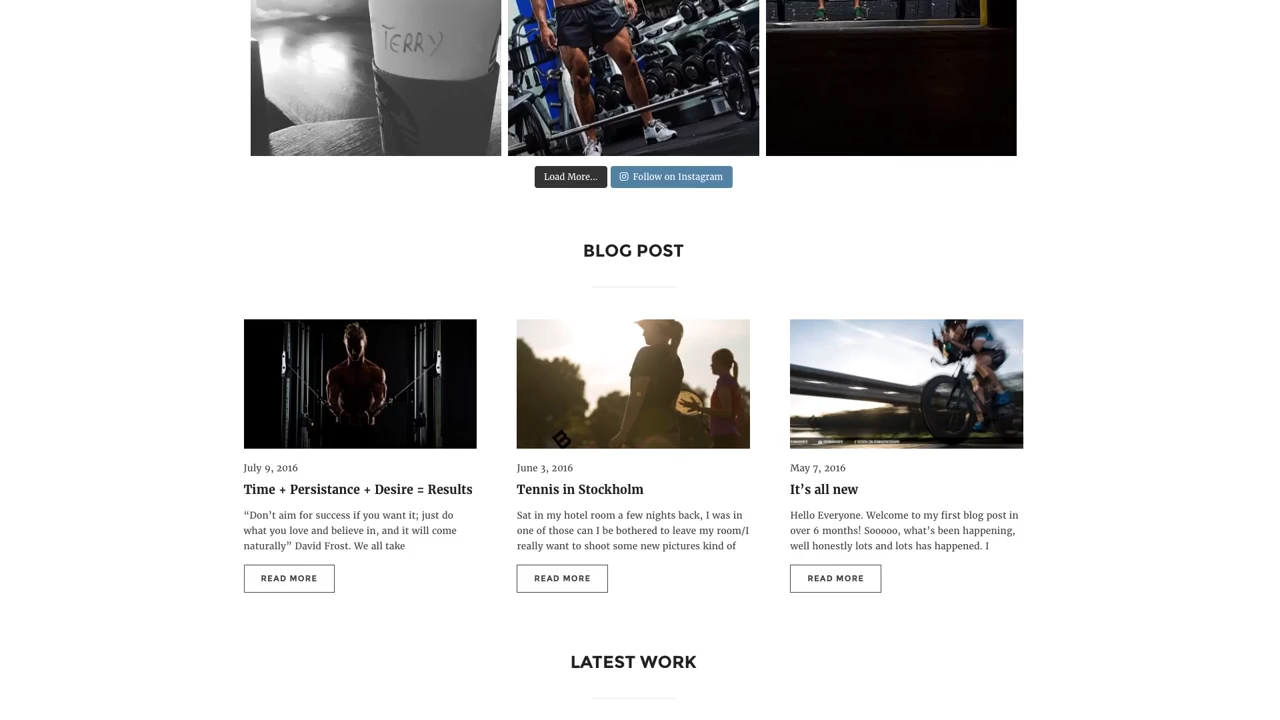 TERRY
Load More...
Follow on Instagram
BLOG POST
July 9, 2016
Time + Persistance + Desire = Results
“Don’t aim for success if you want it; just do
what you love and believe in, and it will come
naturally” David Frost. We all take
READ MORE
June 3, 2016
Tennis in Stockholm
Sat in my hotel room a few nights back, I was in
one of those can I be bothered to leave my room/I
really want to shoot some new pictures kind of
READ MORE
May 7, 2016
It’s all new
Hello Everyone. Welcome to my first blog post in
over 6 months! Sooooo, what’s been happening,
well honestly lots and lots has happened. I
READ MORE
LATEST WORK